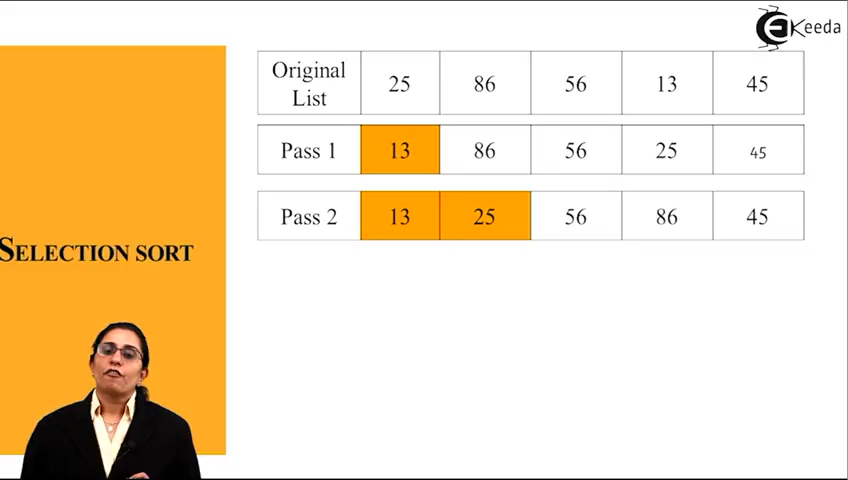 EKeeda
Original List 25 86 56 13 45
Pass 1 13 86 56 25 45
Pass 2 13 25 56 86 45
SELECTION SORT